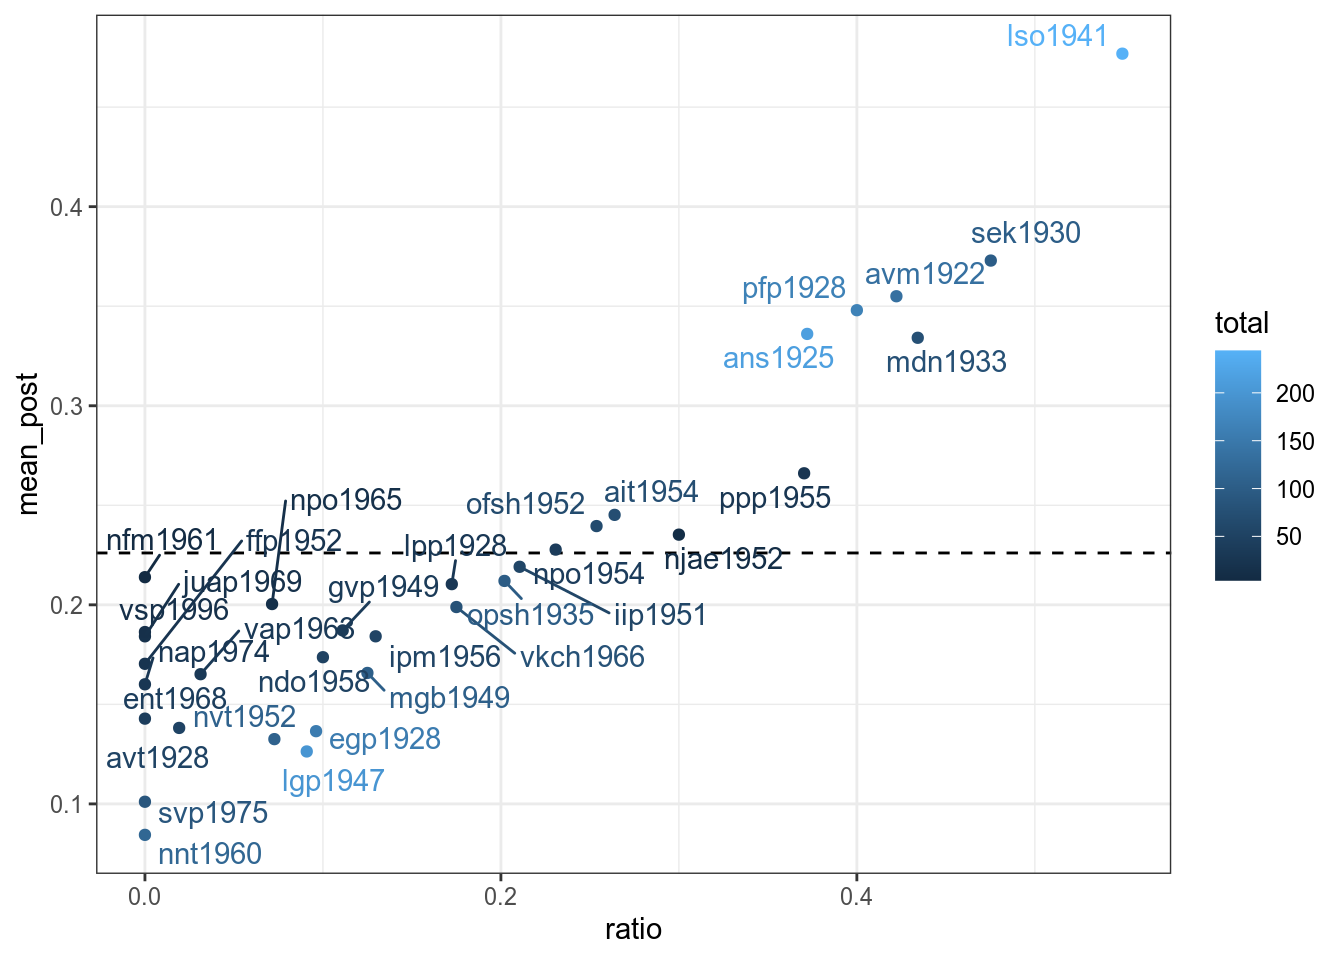 lso1941
sek1930
avm1922
pfp1928
ans1925
mdn1933
ppp1955
ait1954
ofsh1952
npo1965
nfm1961
ffp1952
lpp1928
njae1952
npo1954
juap1969
gvp1949
vsp1996
opsh1935
iip1951
vap1963
nap1974
ipm1956
vkch1966
ndo1958
ent1968
mgb1949
nvt1952
egp1928
avt1928
lgp1947
svp1975
nnt1960
0.4
0.3
0.2
0.1
mean_post
0.0
0.2
0.4
ratio
total
200
150
100
50